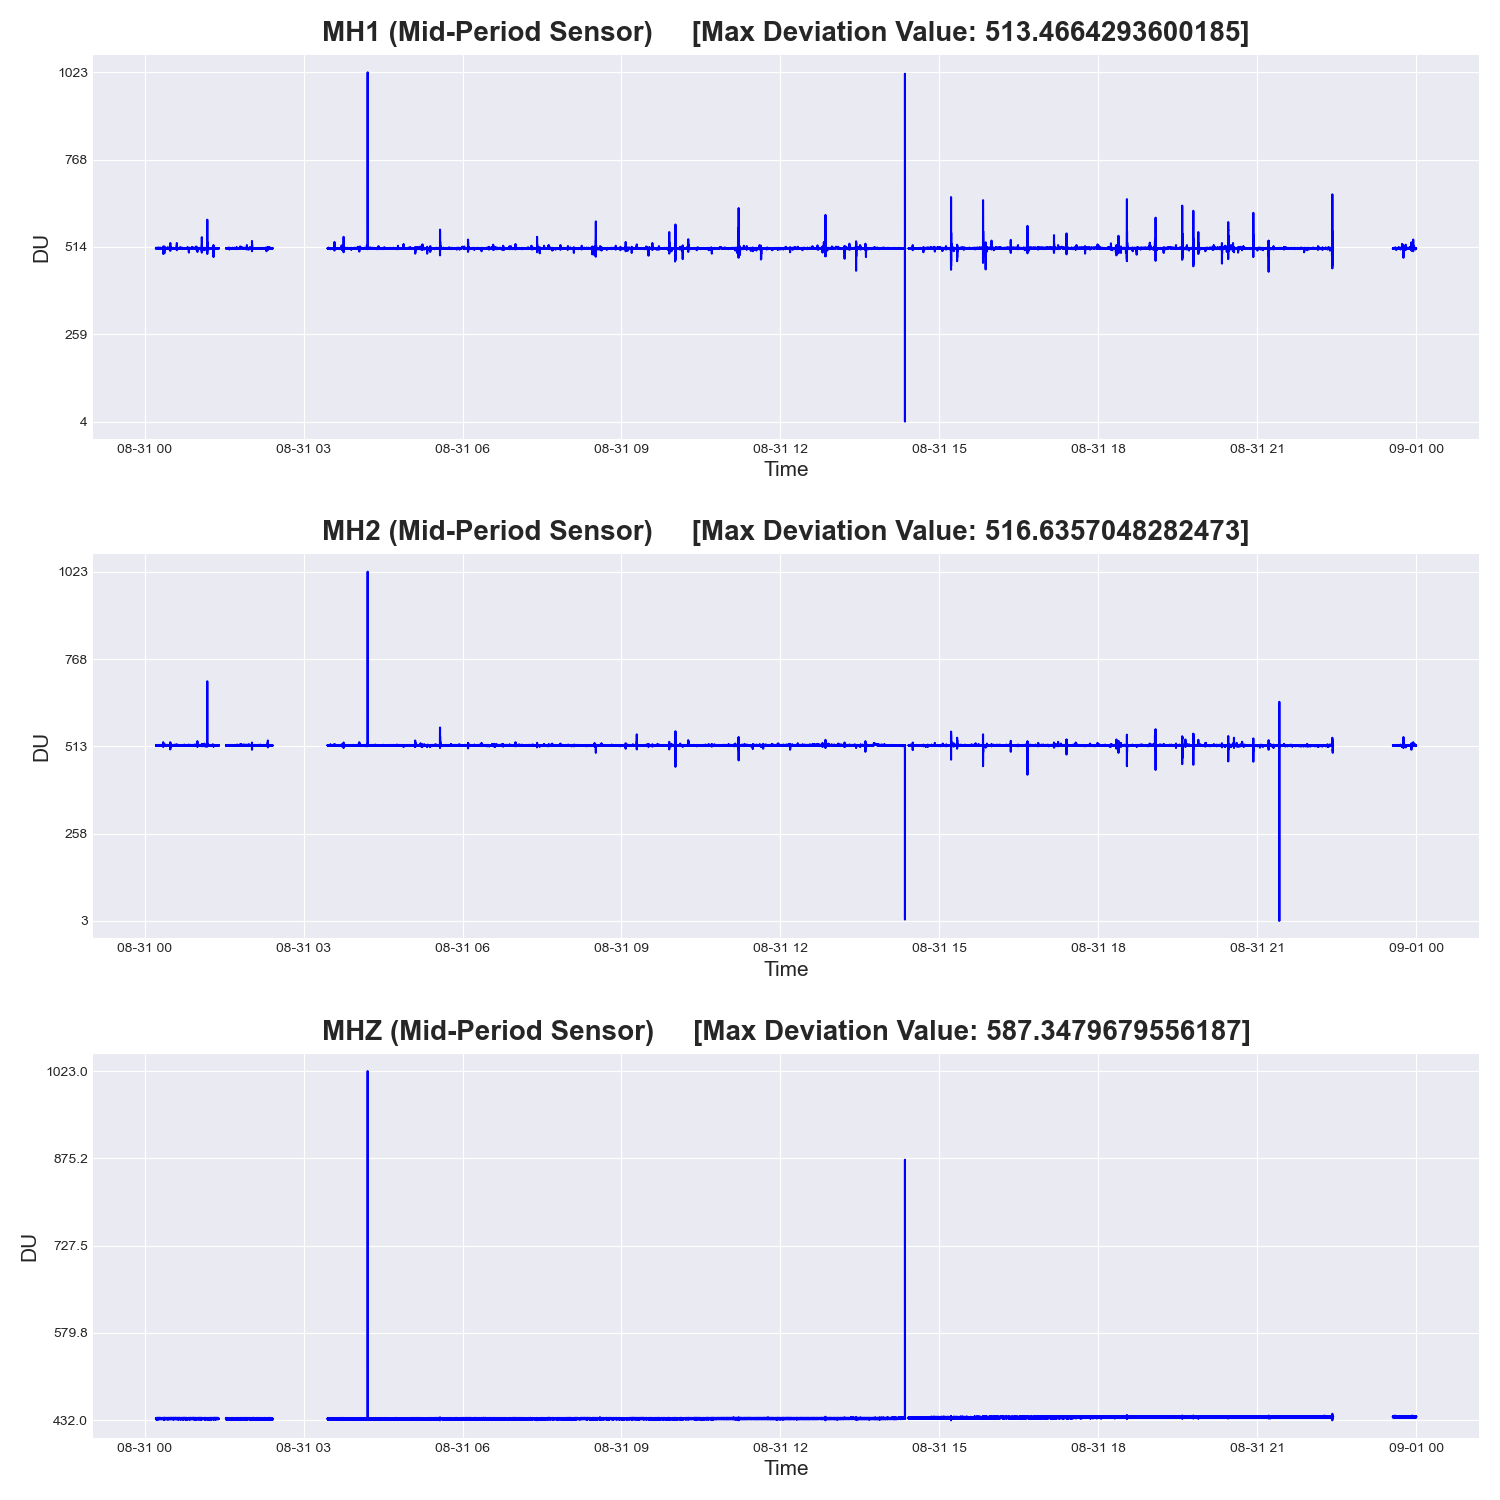 MH1 (Mid-Period Sensor) [Max Deviation Value: 513.4664293600185]
1023
768
514
259
4
DU
08-31 00 08-31 03 08-31 06 08-31 09 08-31 12 08-31 15 08-31 18 08-31 21 09-01 00
Time
MH2 (Mid-Period Sensor) [Max Deviation Value: 516.6357048282473]
1023
768
513
258
3
DU
08-31 00 08-31 03 08-31 06 08-31 09 08-31 12 08-31 15 08-31 18 08-31 21 09-01 00
Time
MHZ (Mid-Period Sensor) [Max Deviation Value: 587.3479679556187]
1023.0
875.2
727.5
579.8
432.0
DU
08-31 00 08-31 03 08-31 06 08-31 09 08-31 12 08-31 15 08-31 18 08-31 21 09-01 00
Time